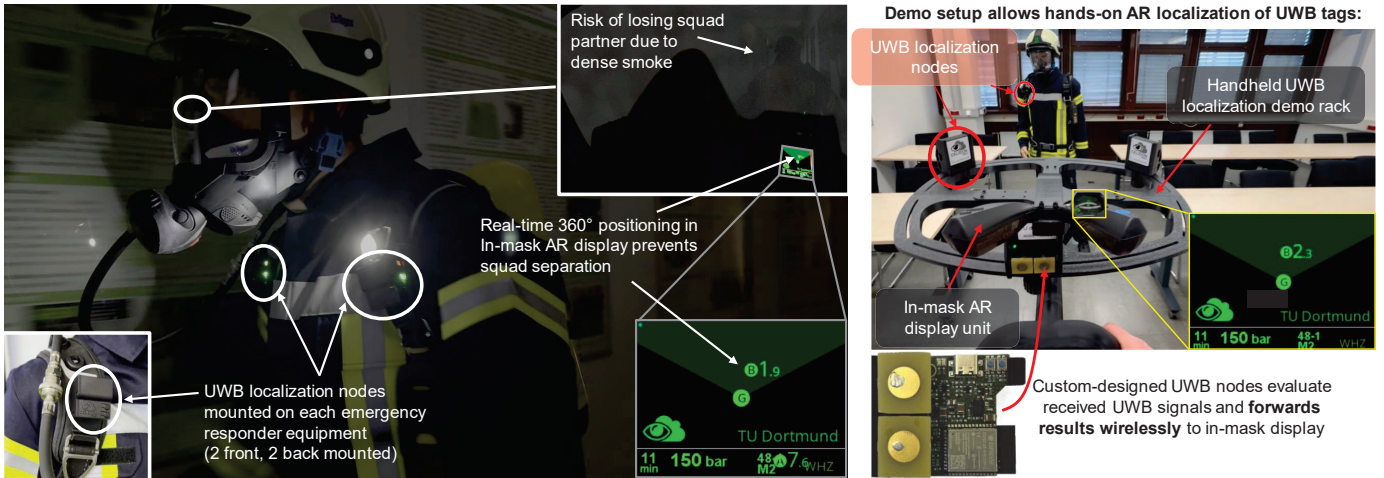 Dräger
Risk of losing squad
partner due to
dense smoke
Real-time 360° positioning in
In-mask AR display prevents
squad separation
UWB localization nodes
mounted on each emergency
responder equipment
(2 front, 2 back mounted)
B1.9
G
TU Dortmund
11
min
150 bar
48
M2
7.6
WHZ
Demo setup allows hands-on AR localization of UWB tags:
UWB localization
nodes
Handheld UWB
localization demo rack
In-mask AR
display unit
B2.3
G
TU Dortmund
11
min
150 bar
48-1
M2
WHZ
Custom-designed UWB nodes evaluate
received UWB signals and forwards
results wirelessly to in-mask display